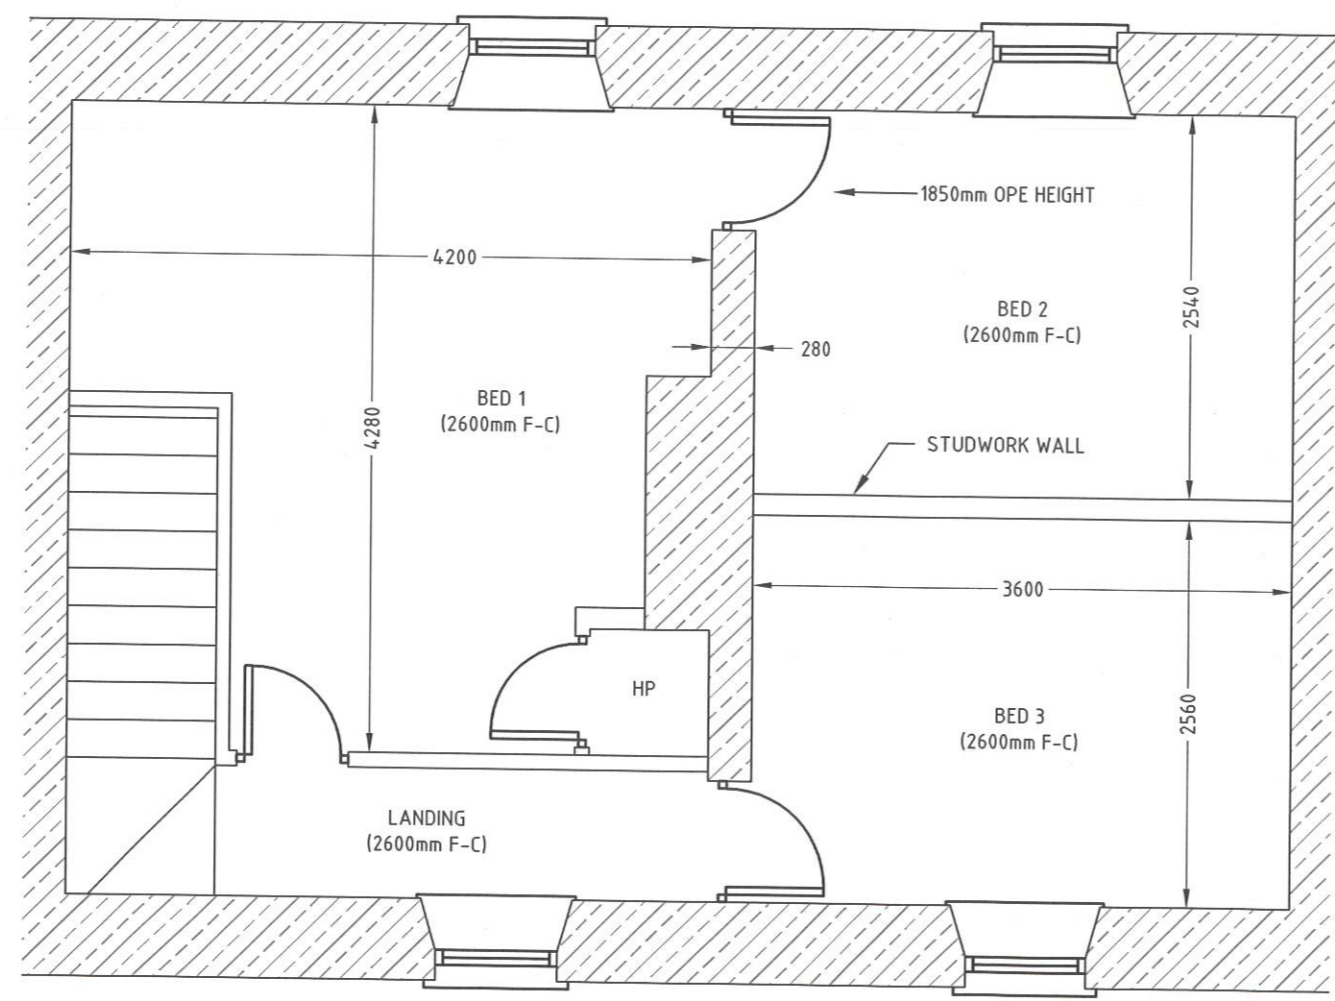 1850mm OPE HEIGHT
4200
BED 2
(2600mm F-C)
2540
280
BED 1
(2600mm F-C)
4280
STUDWORK WALL
3600
HP
BED 3
(2600mm F-C)
2560
LANDING
(2600mm F-C)